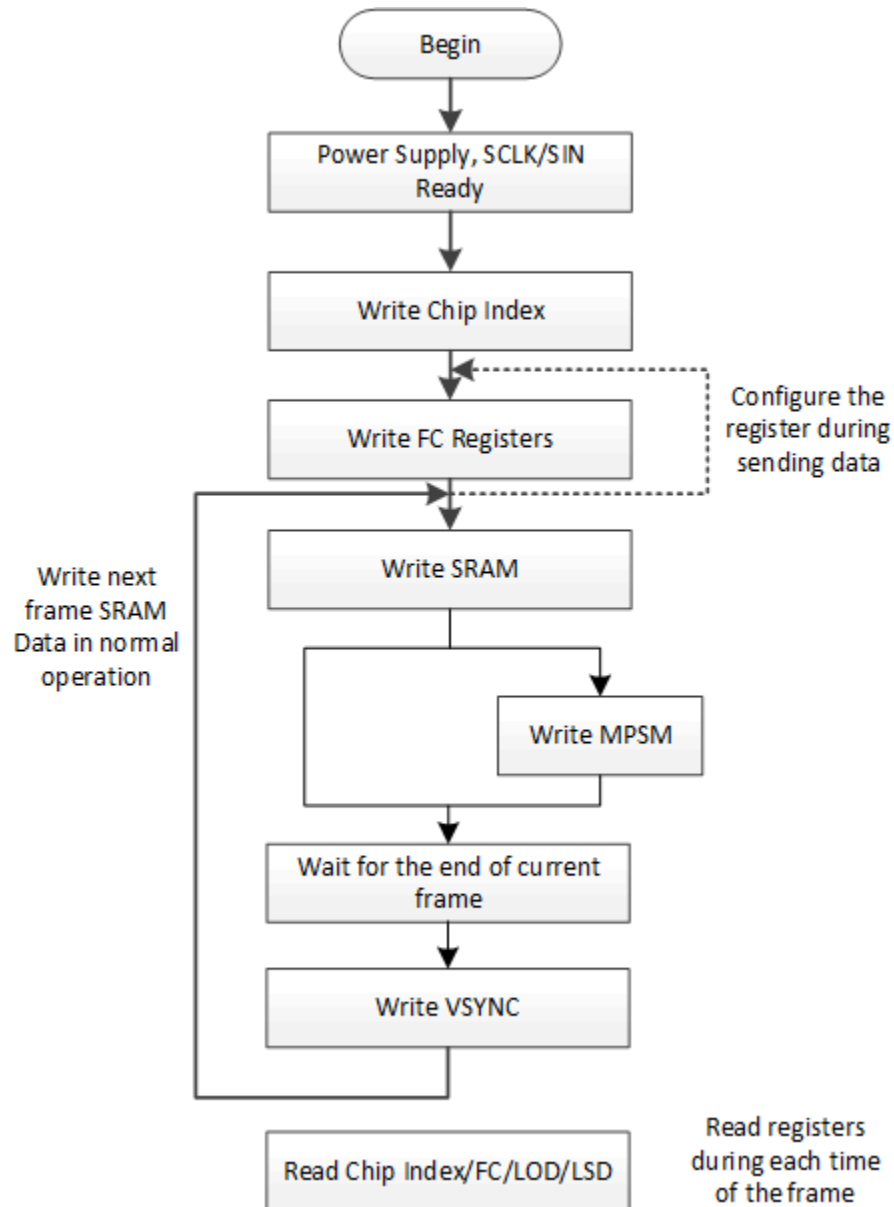 Begin
Power Supply, SCLK/SIN
Ready
Write Chip Index
Configure the
register during
sending data
Write FC Registers
Write SRAM
Write next
frame SRAM
Data in normal
operation
Write MPSM
Wait for the end of current
frame
Write VSYNC
Read Chip Index/FC/LOD/LSD
Read registers
during each time
of the frame